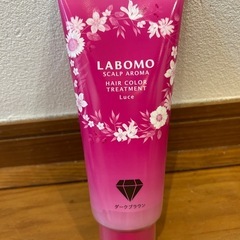 LABOMO
SCALP AROMA
HAIR COLOR
TREATMENT
Luce
ダークブラウン